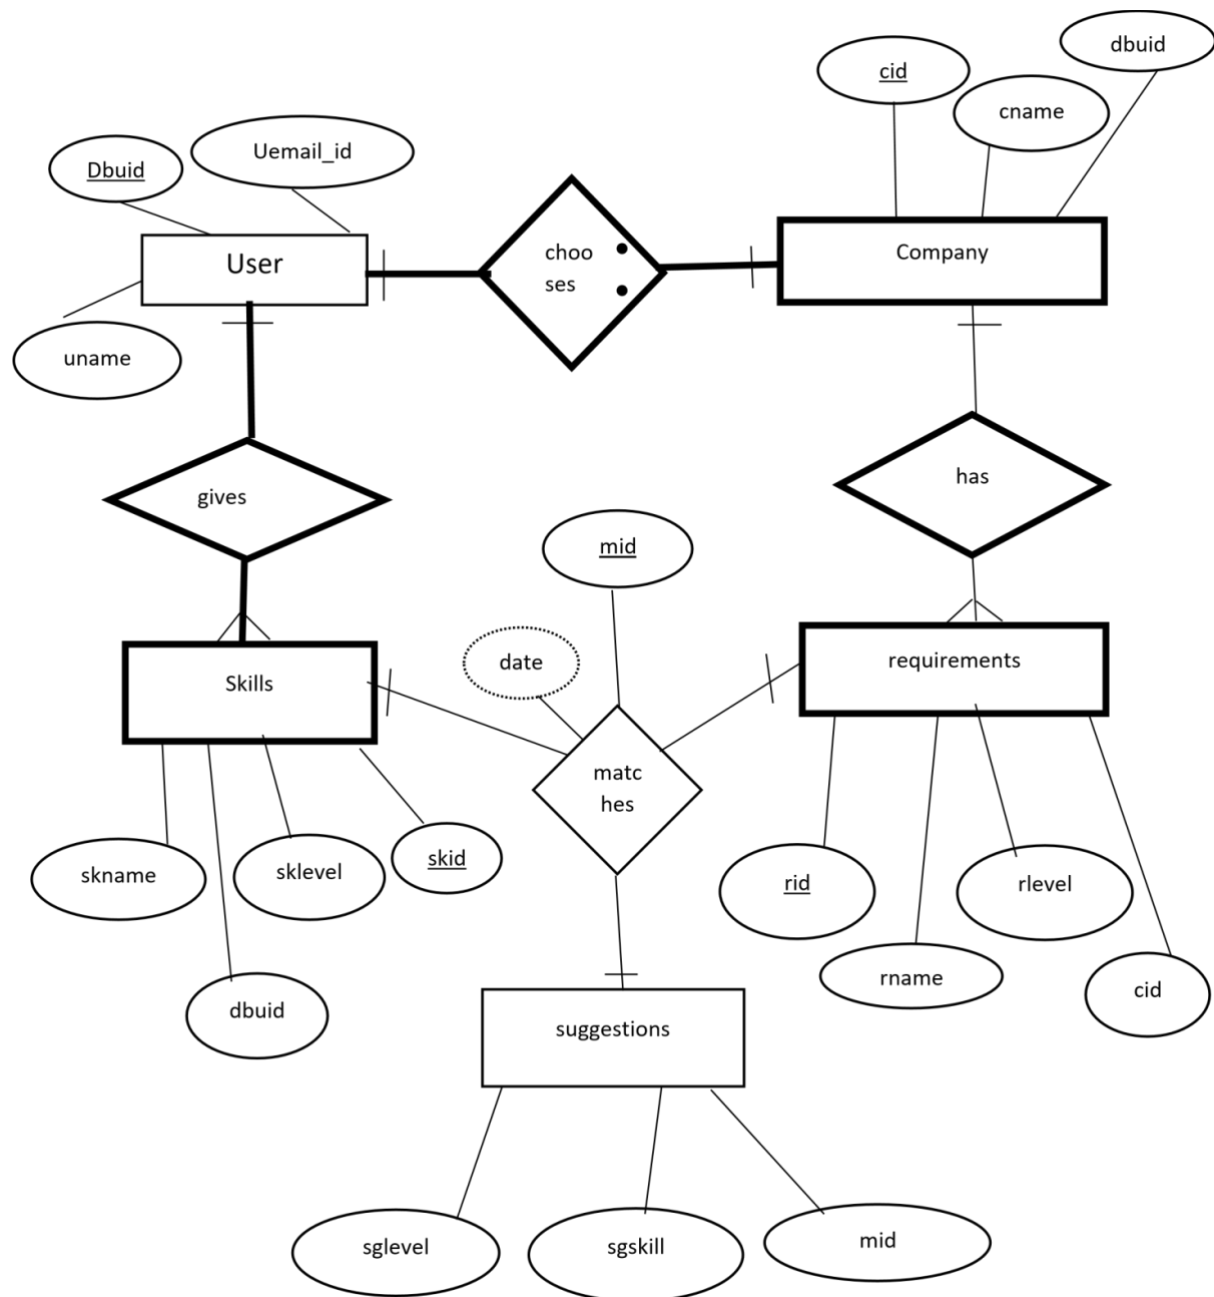 dbuid
cid
cname
Dbuid
Uemail_id
User
choo
ses
Company
uname
gives
has
mid
date
Skills
requirements
matc
hes
skname
sklevel
skid
rid
rlevel
rname
cid
dbuid
suggestions
sglevel
sgskill
mid